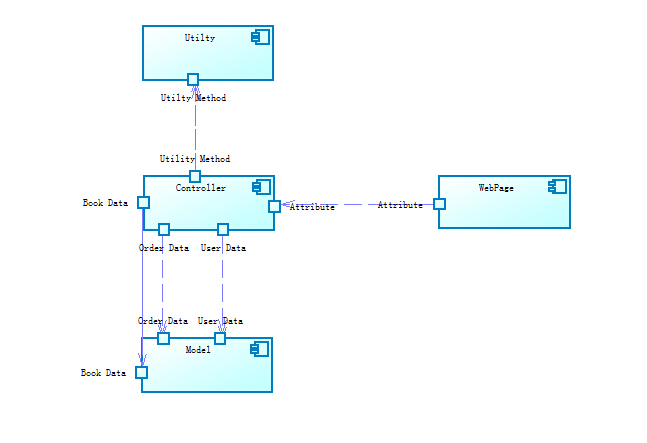 Utilty
Utilty Method
Utility Method
Controller
WebPage
Book Data
Attribute
Attribute
Order Data
User Data
Order Data
User Data
Model
Book Data